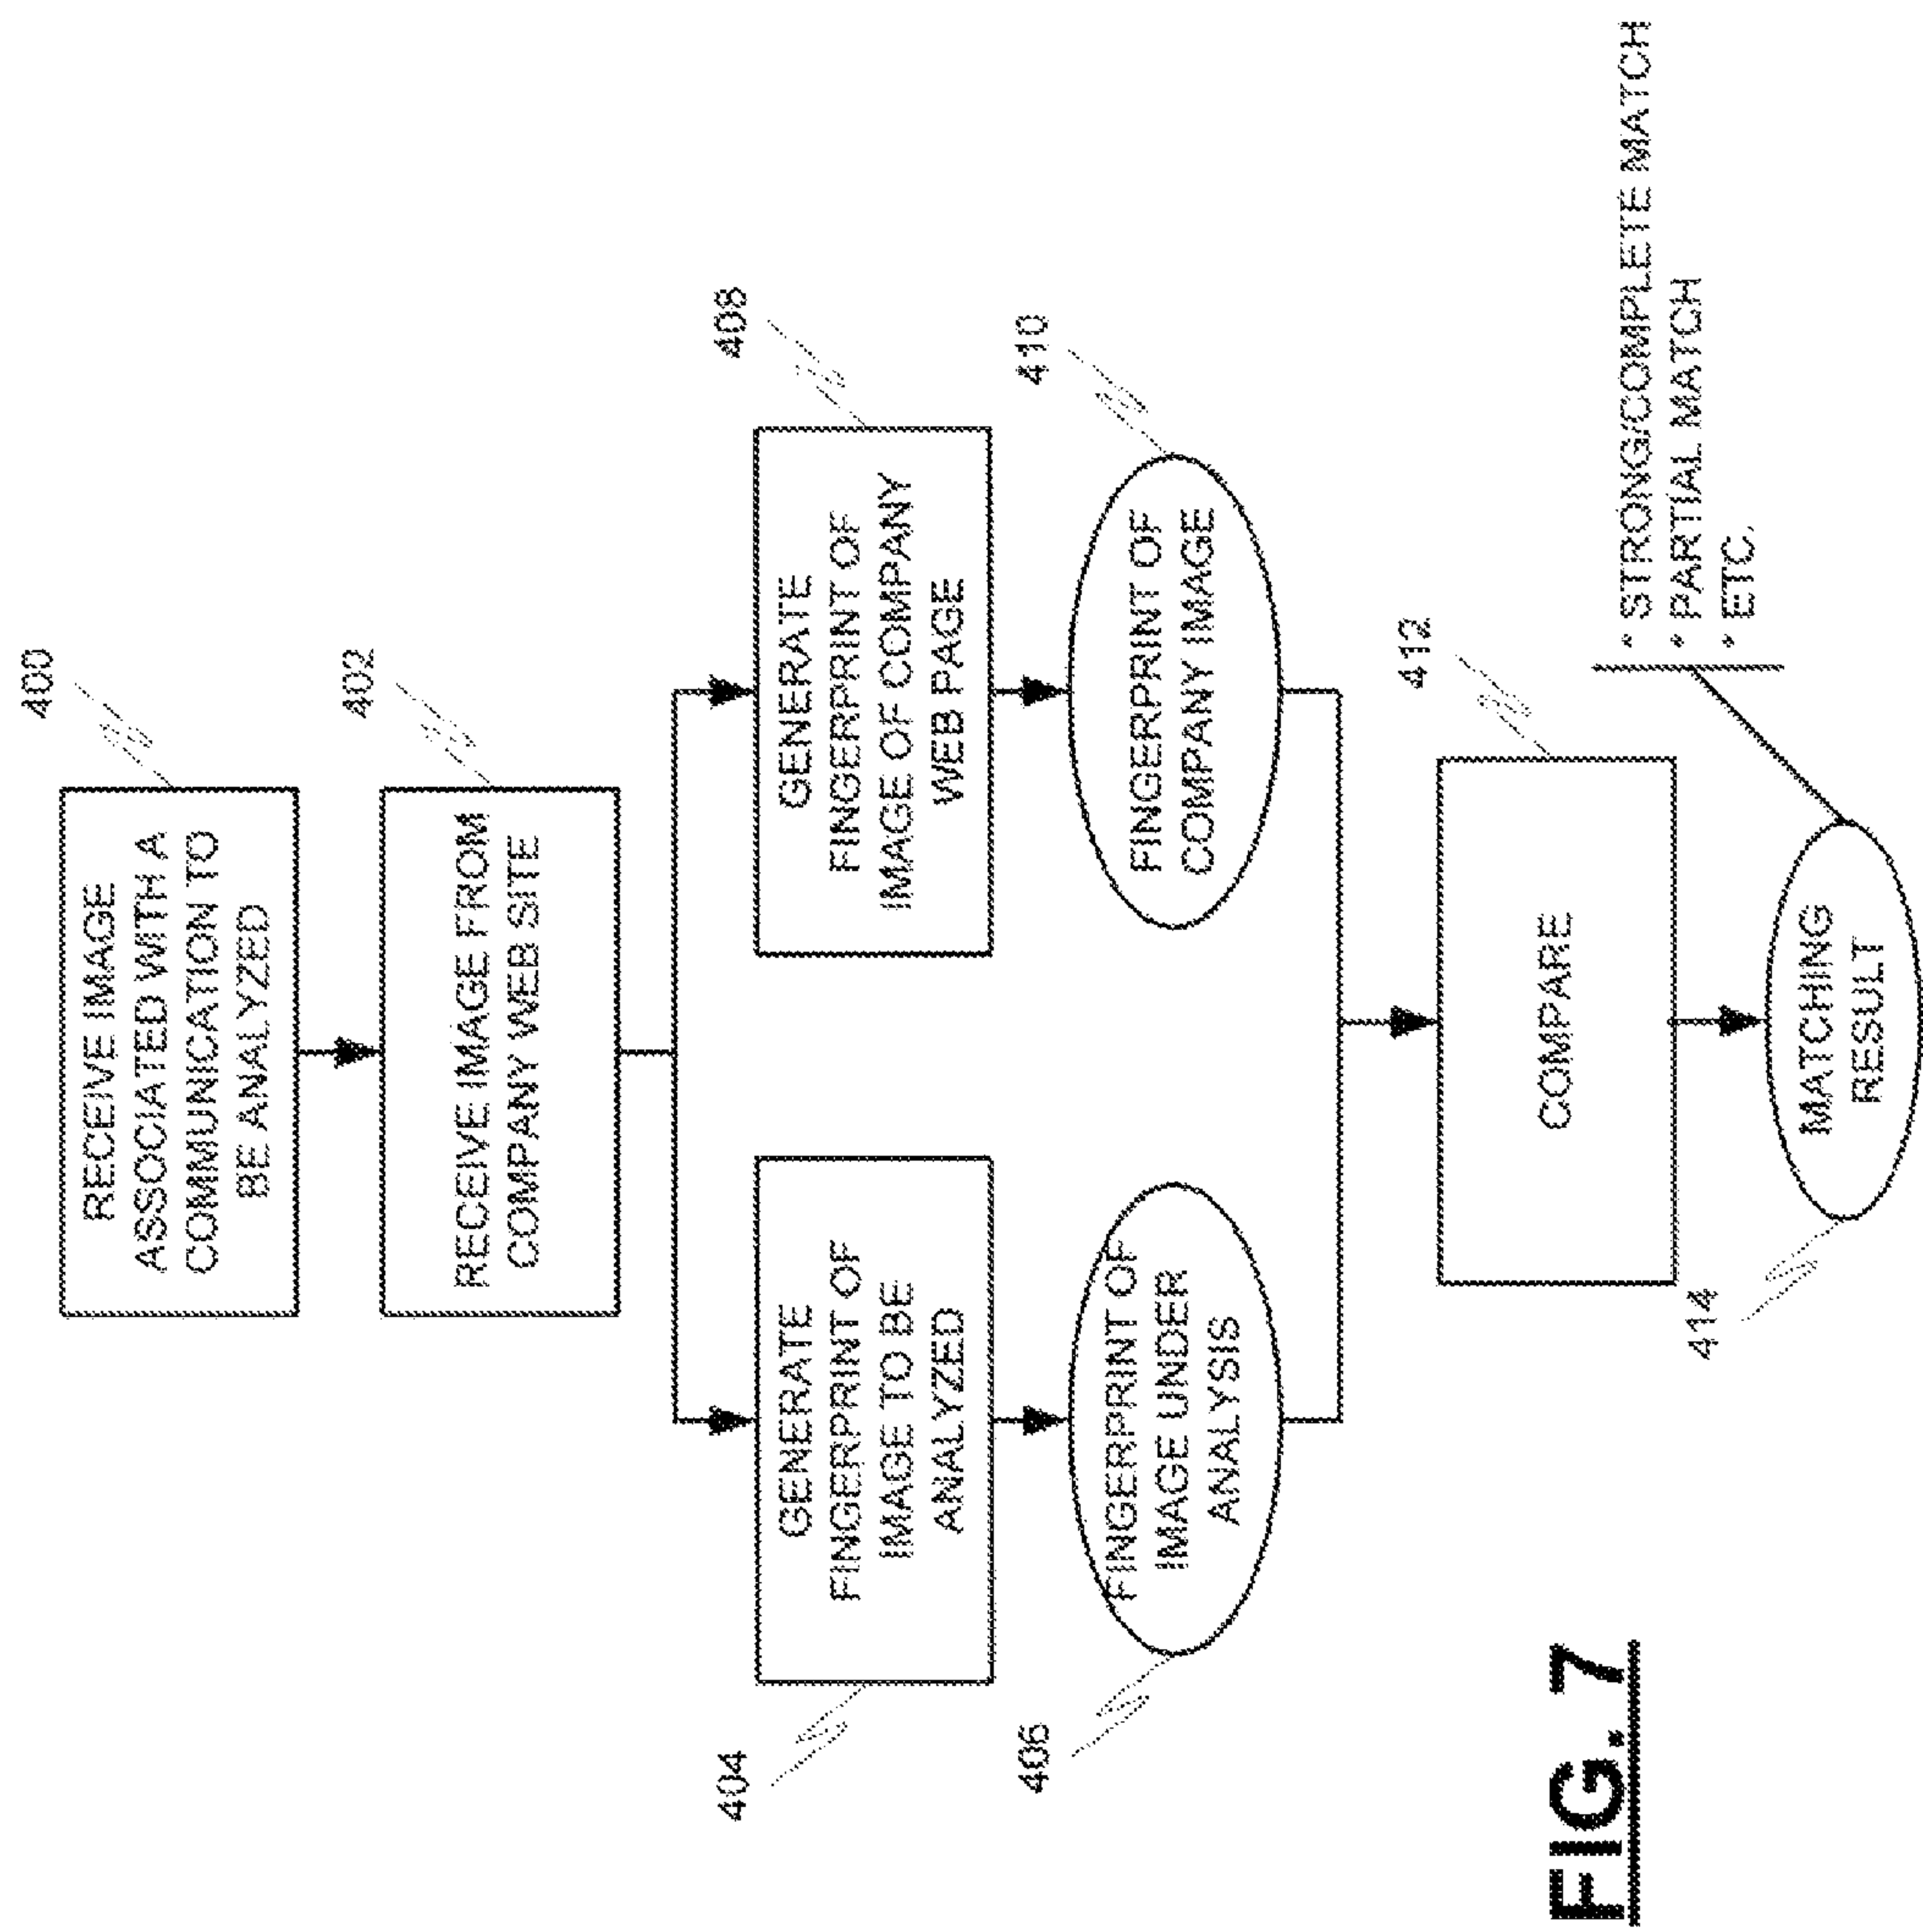 400
RECEIVE IMAGE
ASSOCIATED WITH A
COMMUNICATION TO
BE ANALYZED
402
RECEIVE IMAGE FROM
COMPANY WEB SITE
404
GENERATE
FINGERPRINT OF
IMAGE TO BE
ANALYZED
408
GENERATE
FINGERPRINT OF
IMAGE OF COMPANY
WEB PAGE
406
FINGERPRINT OF
IMAGE UNDER
ANALYSIS
410
FINGERPRINT OF
COMPANY IMAGE
412
COMPARE
414
MATCHING
RESULT
* STRONG/COMPLETE MATCH
* PARTIAL MATCH
* ETC.
FIG. 7